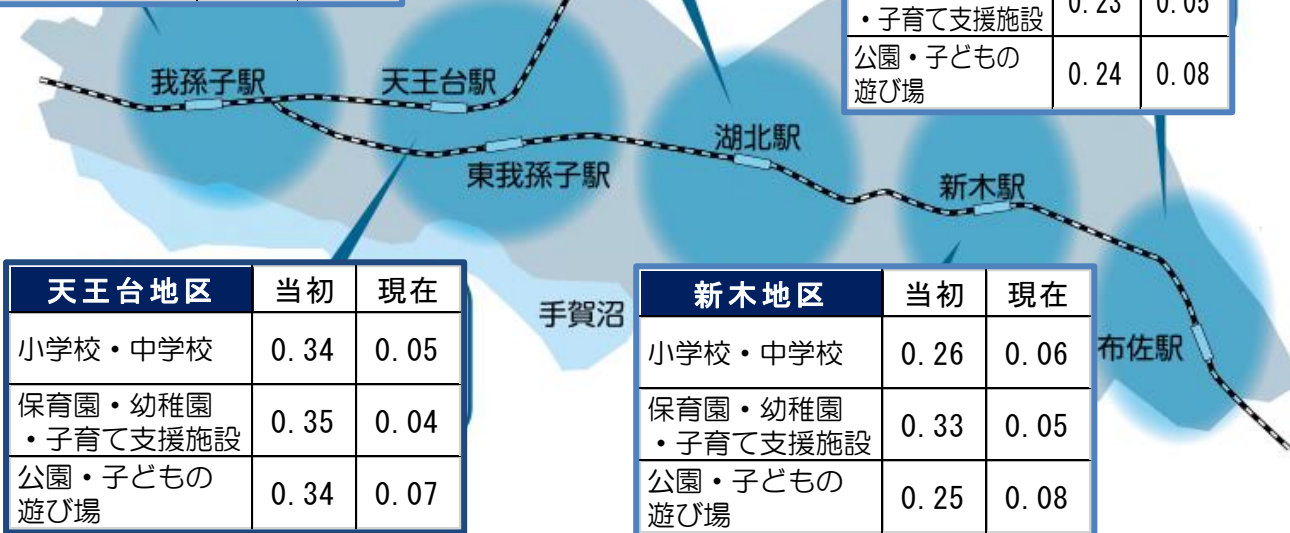 ・子育て支援施設 0.23 0.05
公園・子どもの
遊び場 0.24 0.08
我孫子駅
天王台駅
東我孫子駅
湖北駅
新木駅
布佐駅
手賀沼
天王台地区 当初 現在
小学校・中学校 0.34 0.05
保育園・幼稚園
・子育て支援施設 0.35 0.04
公園・子どもの
遊び場 0.34 0.07
新木地区 当初 現在
小学校・中学校 0.26 0.06
保育園・幼稚園
・子育て支援施設 0.33 0.05
公園・子どもの
遊び場 0.25 0.08